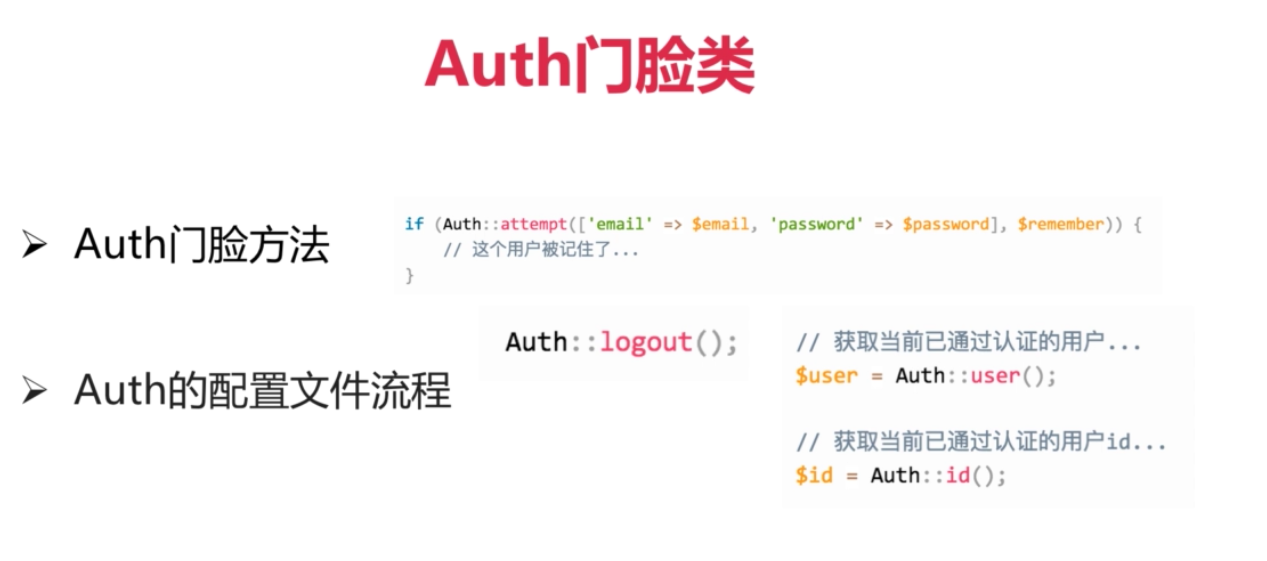 Auth门脸类
Auth门脸方法
if (Auth::attempt(['email' => $email, 'password' => $password], $remember)) {
// 这个用户被记住了...
}
Auth::logout();
Auth的配置文件流程
// 获取当前已通过认证的用户...
$user = Auth::user();
// 获取当前已通过认证的用户id...
$id = Auth::id();